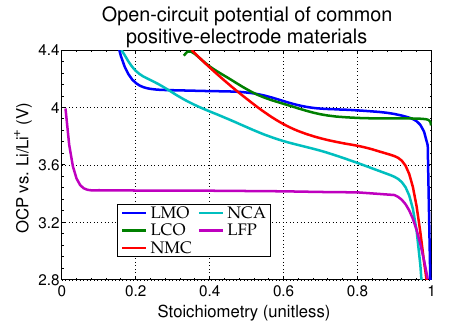 Open-circuit potential of common
positive-electrode materials
OCP vs. Li/Li⁺ (V)
4.4
4
3.6
3.2
2.8
LMO NCA
LCO LFP
NMC
0 0.2 0.4 0.6 0.8 1
Stoichiometry (unitless)